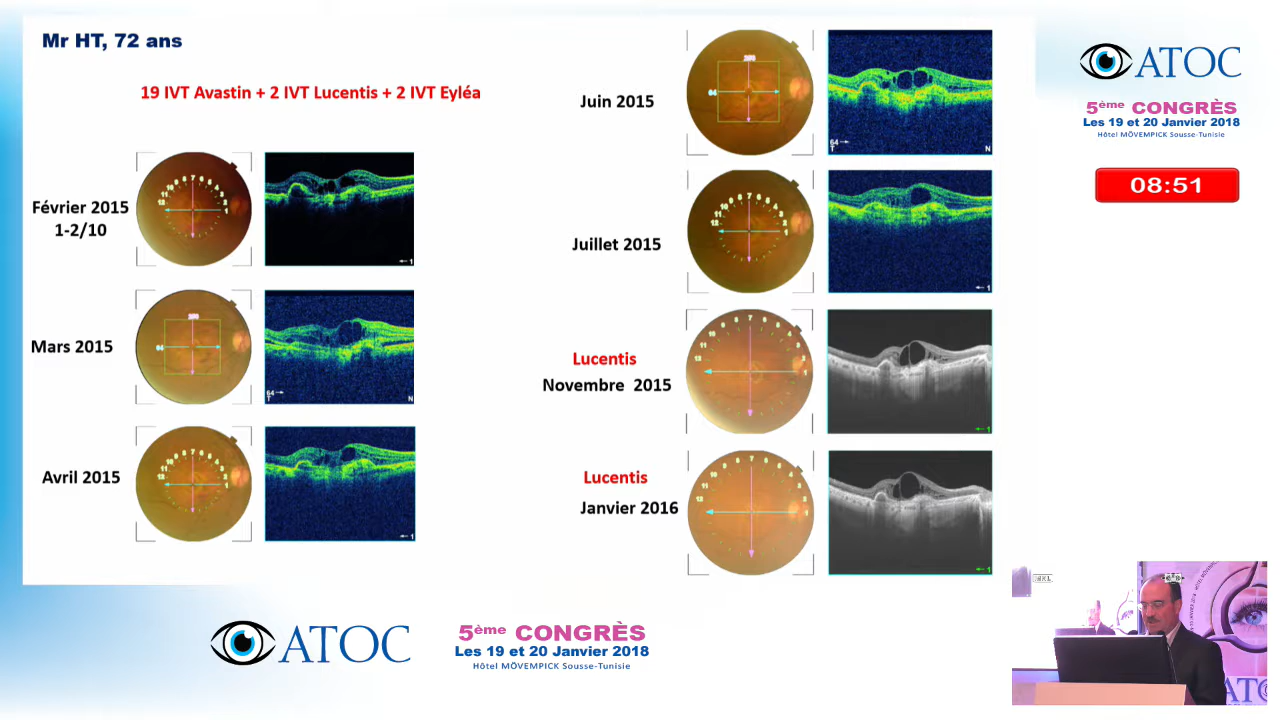 Mr HT, 72 ans
19 IVT Avastin + 2 IVT Lucentis + 2 IVT Eyléa
Février 2015
1-2/10
Mars 2015
Avril 2015
Juin 2015
Juillet 2015
Lucentis
Novembre 2015
Lucentis
Janvier 2016
ATOC
5ème CONGRÈS
Les 19 et 20 Janvier 2018
Hôtel MÖVEMPICK Sousse-Tunisie
08:51
ATOC
5ème CONGRÈS
Les 19 et 20 Janvier 2018
Hôtel MÖVEMPICK Sousse-Tunisie